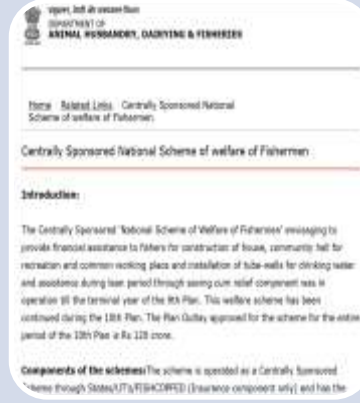 पशुपालन, डेयरी और मत्स्यपालन विभाग
DEPARTMENT OF
ANIMAL HUSBANDRY, DAIRYING & FISHERIES
Home Related Links Centrally Sponsored National
Scheme of welfare of Fishermen
Centrally Sponsored National Scheme of welfare of Fishermen
Introduction:
The Centrally Sponsored 'National Scheme of Welfare of Fishermen' envisaging to
provide financial assistance to fishers for construction of house, community hall for
recreation and common working place and installation of tube-wells for drinking water
and assistance during lean period through saving cum relief component was in
operation till the terminal year of the 9th Plan. This welfare scheme has been
continued during the 10th Plan. The Plan Outlay approved for the scheme for the entire
period of the 10th Plan is Rs 128 crore.
Components of the schemes:The scheme is operated as a Centrally Sponsored
Scheme through States/UTs/FISHCOPFED (Insurance component only) and has the